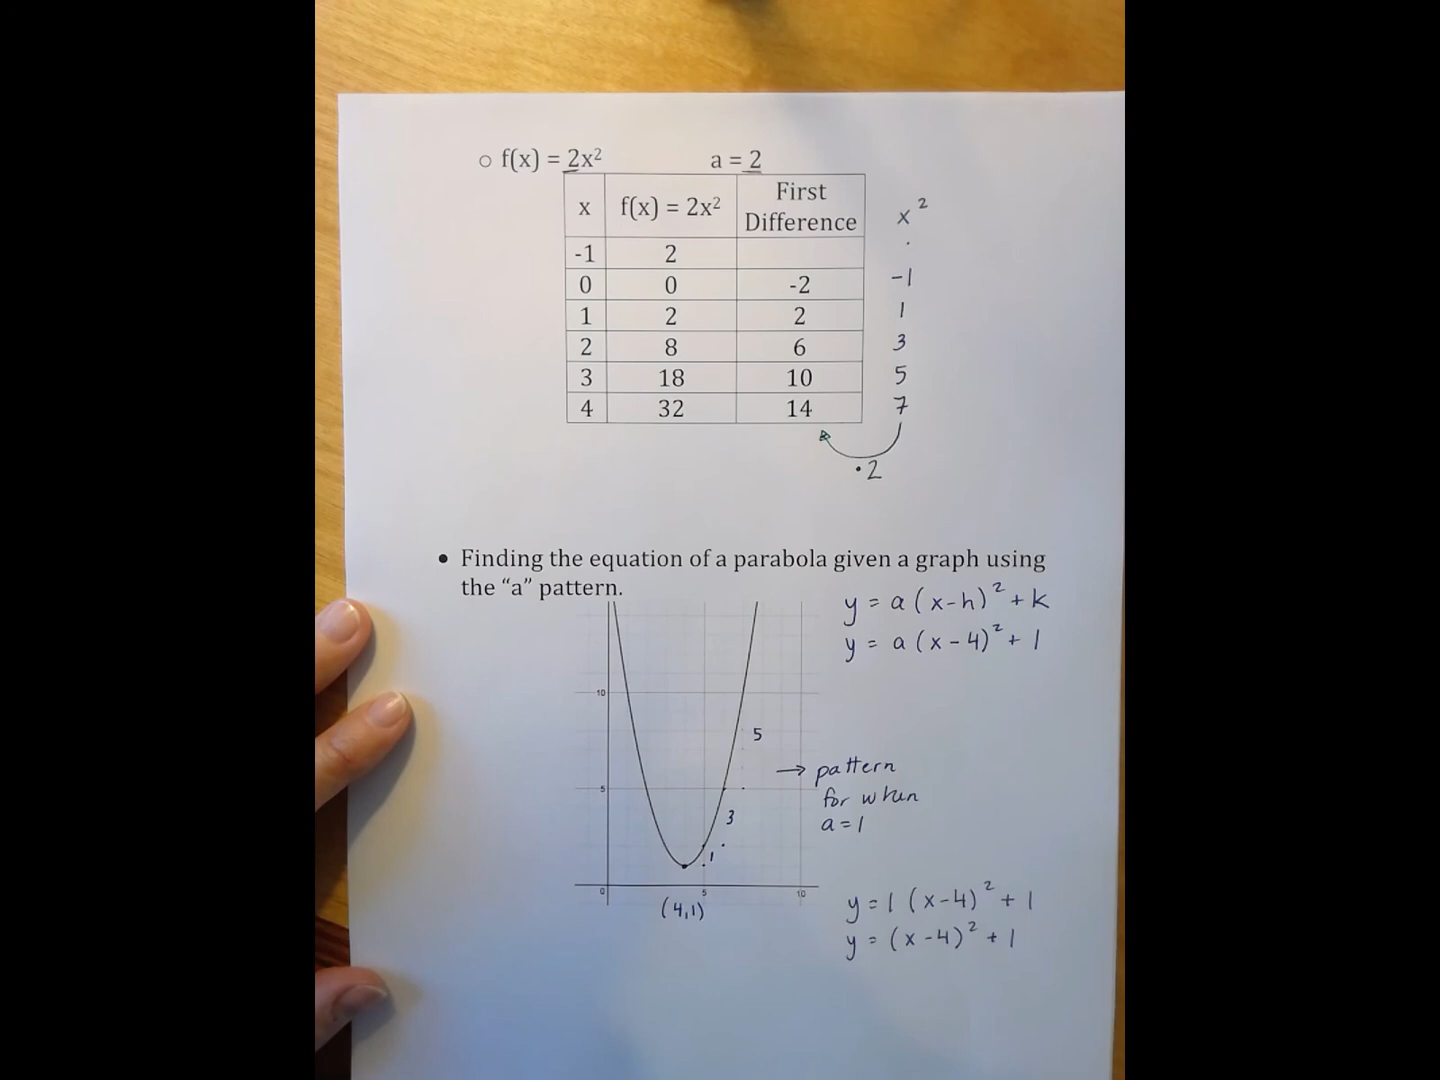 ○ f(x) = 2x² a = 2
x f(x) = 2x² First Difference x²
-1 2
0 0 -2 -1
1 2 2 1
2 8 6 3
3 18 10 5
4 32 14 7
• 2
• Finding the equation of a parabola given a graph using
the “a” pattern.
y = a(x-h)² + k
y = a(x-4)² + 1
10
5
→ pattern
5
for when
3
a=1
1
0 5 10
(4,1)
y = 1(x-4)² + 1
y = (x-4)² + 1